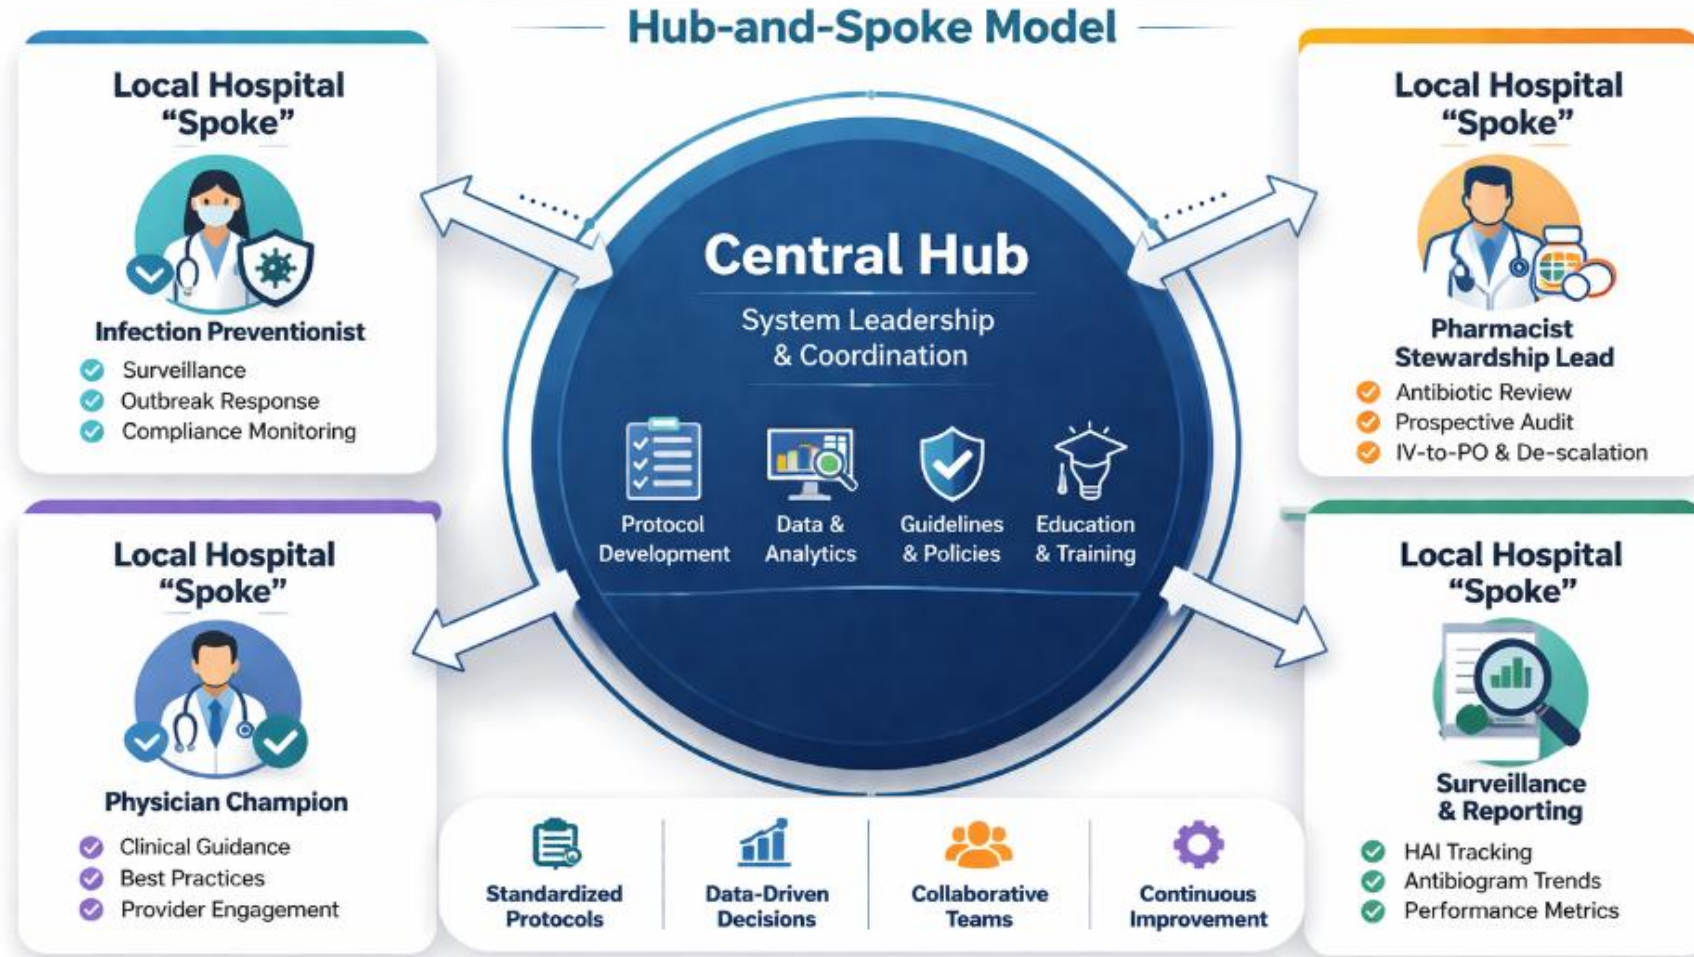 Hub-and-Spoke Model
Local Hospital
“Spoke”
Infection Preventionist
Surveillance
Outbreak Response
Compliance Monitoring
Local Hospital
“Spoke”
Physician Champion
Clinical Guidance
Best Practices
Provider Engagement
Central Hub
System Leadership
& Coordination
Protocol
Development
Data &
Analytics
Guidelines
& Policies
Education
& Training
Standardized
Protocols
Data-Driven
Decisions
Collaborative
Teams
Continuous
Improvement
Local Hospital
“Spoke”
Pharmacist
Stewardship Lead
Antibiotic Review
Prospective Audit
IV-to-PO & De-scalation
Local Hospital
“Spoke”
Surveillance
& Reporting
HAI Tracking
Antibiogram Trends
Performance Metrics